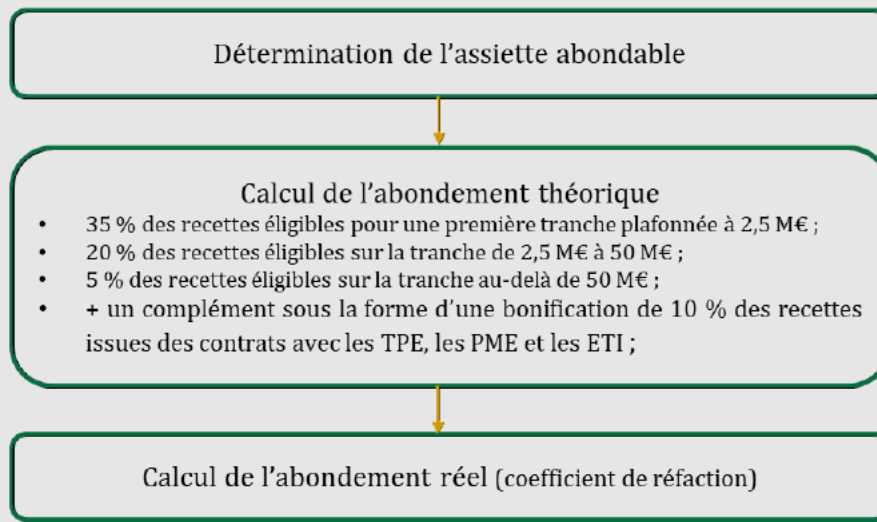 Détermination de l'assiette abondable
Calcul de l'abondement théorique
• 35 % des recettes éligibles pour une première tranche plafonnée à 2,5 M€ ;
• 20 % des recettes éligibles sur la tranche de 2,5 M€ à 50 M€ ;
• 5 % des recettes éligibles sur la tranche au-delà de 50 M€ ;
• + un complément sous la forme d'une bonification de 10 % des recettes
issues des contrats avec les TPE, les PME et les ETI ;
Calcul de l'abondement réel (coefficient de réfaction)